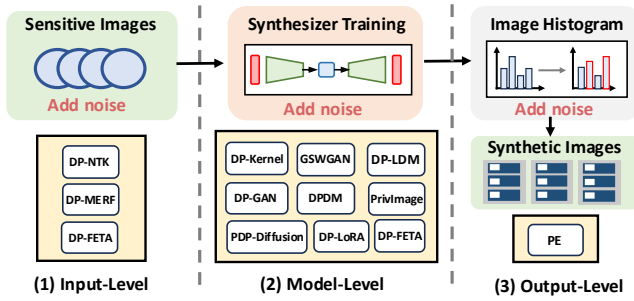 Sensitive Images
Add noise
DP-NTK
DP-MERF
DP-FETA
(1) Input-Level
Synthesizer Training
Add noise
DP-Kernel GSWGAN DP-LDM
DP-GAN DPDM PrivImage
PDP-Diffusion DP-LoRA DP-FETA
(2) Model-Level
Image Histogram
Add noise
Synthetic Images
PE
(3) Output-Level